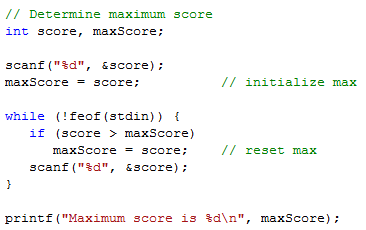 // Determine maximum score
int score, maxScore;
scanf("%d", &score);
maxScore = score;          // initialize max
while (!feof(stdin)) {
   if (score > maxScore)
      maxScore = score;    // reset max
   scanf("%d", &score);
}
printf("Maximum score is %d\n", maxScore);